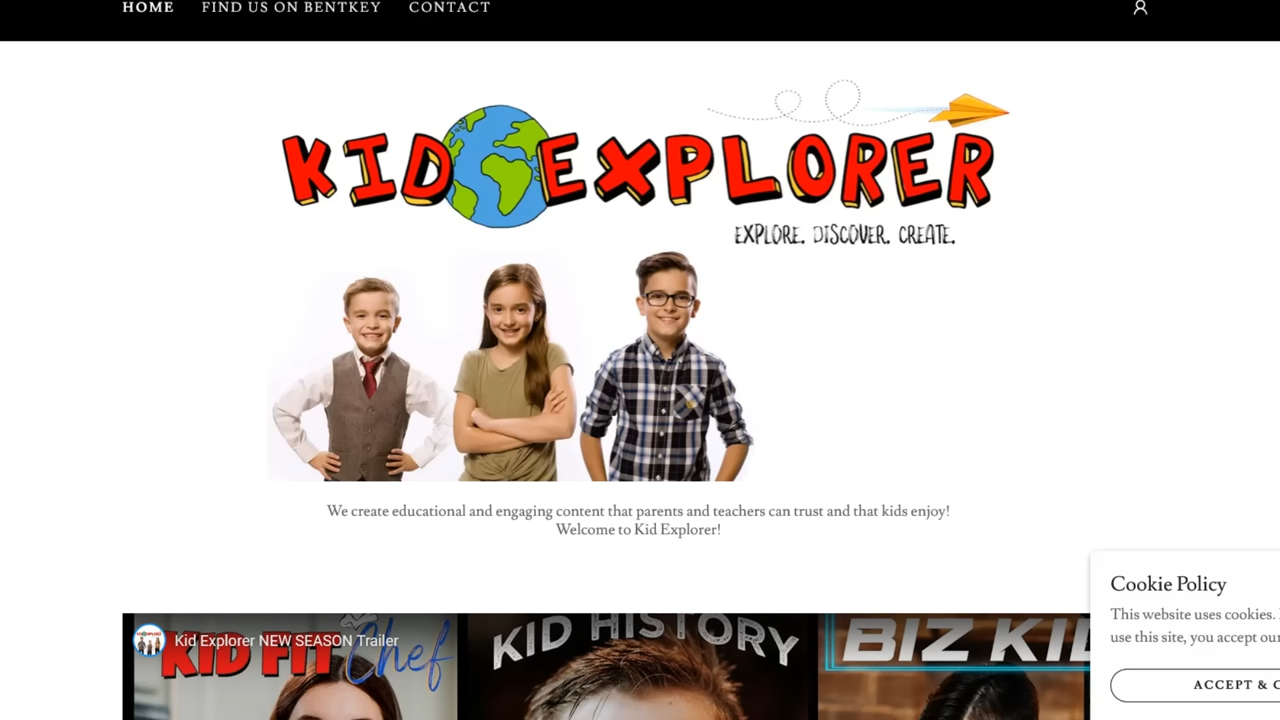 HOME FIND US ON BENTKEY CONTACT
KID EXPLORER
EXPLORE. DISCOVER. CREATE.
We create educational and engaging content that parents and teachers can trust and that kids enjoy!
Welcome to Kid Explorer!
Cookie Policy
This website uses cookies.
use this site, you accept our
ACCEPT & C
Kid Explorer NEW SEASON Trailer
KID FIT Chef
KID HISTORY
BIZ KID